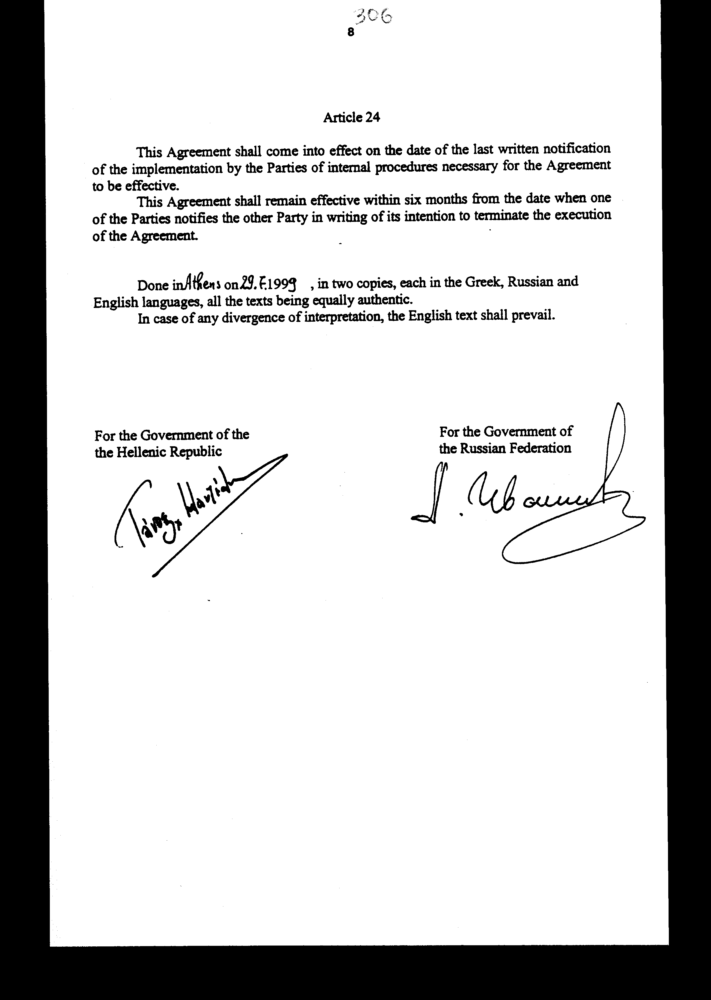 306
8
Article 24
This Agreement shall come into effect on the date of the last written notification
of the implementation by the Parties of internal procedures necessary for the Agreement
to be effective.
This Agreement shall remain effective within six months from the date when one
of the Parties notifies the other Party in writing of its intention to terminate the execution
of the Agreement.
Done in Athens on 29. 1999 , in two copies, each in the Greek, Russian and
English languages, all the texts being equally authentic.
In case of any divergence of interpretation, the English text shall prevail.
For the Government of the
the Hellenic Republic
For the Government of
the Russian Federation